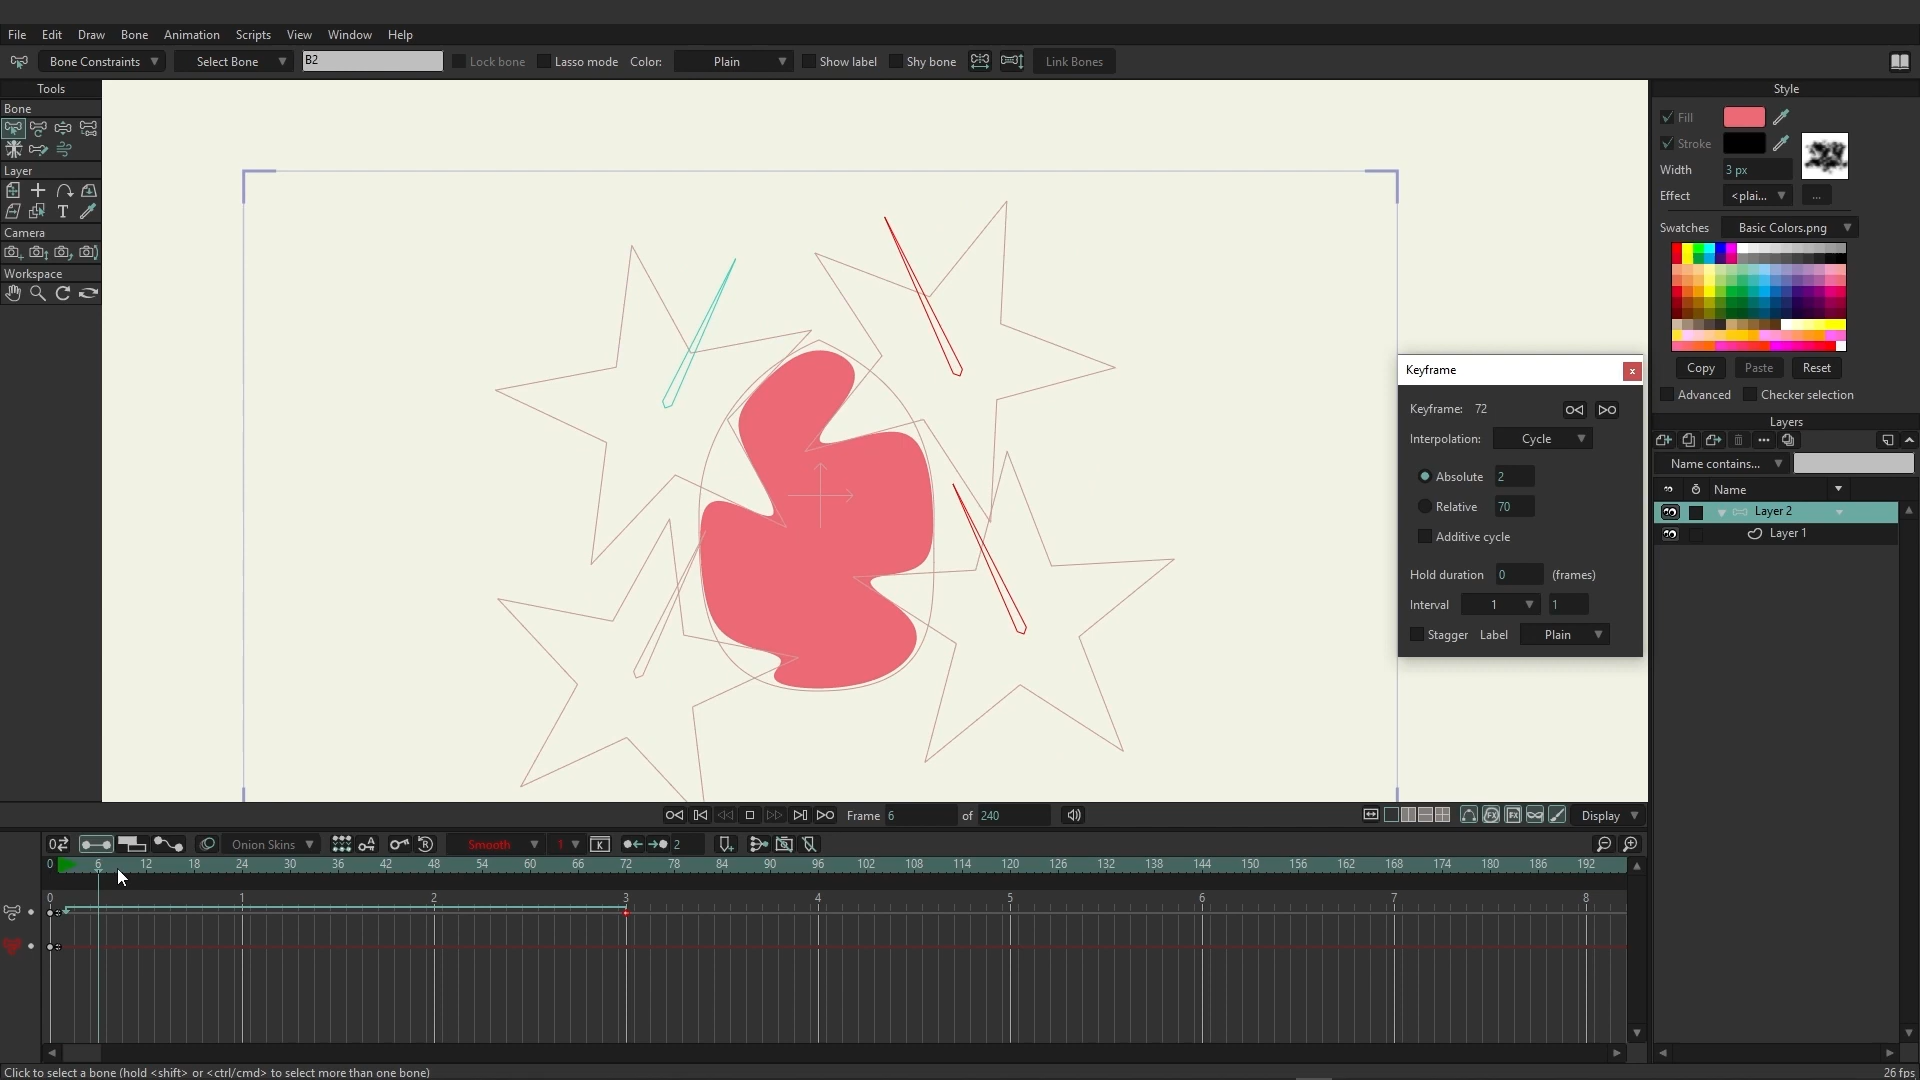 File Edit Draw Bone Animation Scripts View Window Help
Bone Constraints Select Bone B2 Lock bone Lasso mode Color: Plain Show label Shy bone Link Bones
Tools
Bone
Layer
T
Camera
Workspace
Style
Fill
Stroke
Width 3 px
Effect <plai... ...
Swatches Basic Colors.png
Copy Paste Reset
Advanced Checker selection
Layers
Name contains...
Name
Layer 2
Layer 1
Keyframe x
Keyframe: 72
Interpolation: Cycle
Absolute 2
Relative 70
Additive cycle
Hold duration 0 (frames)
Interval 1 1
Stagger Label Plain
Frame 6 of 240 Display
Onion Skins Smooth 1 K 2
0 6 12 18 24 30 36 42 48 54 60 66 72 78 84 90 96 102 108 114 120 126 132 138 144 150 156 162 168 174 180 186 192
0 1 2 3 4 5 6 7 8
Click to select a bone (hold <shift> or <ctrl/cmd> to select more than one bone) 26 fps